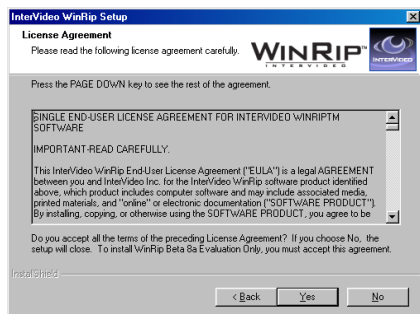 InterVideo WinRip Setup
License Agreement
Please read the following license agreement carefully.
WINRIP™
INTERVIDEO
INTERVIDEO
Press the PAGE DOWN key to see the rest of the agreement.
SINGLE END-USER LICENSE AGREEMENT FOR INTERVIDEO WINRIPTM
SOFTWARE
IMPORTANT-READ CAREFULLY.
This InterVideo WinRip End-User License Agreement ("EULA") is a legal AGREEMENT
between you and InterVideo Inc. for the InterVideo WinRip software product identified
above, which product includes computer software and may include associated media,
printed materials, and "online" or electronic documentation ("SOFTWARE PRODUCT").
By installing, copying, or otherwise using the SOFTWARE PRODUCT, you agree to be
Do you accept all the terms of the preceding License Agreement? If you choose No, the
setup will close. To install WinRip Beta 8a Evaluation Only, you must accept this agreement.
InstallShield
< Back
Yes
No